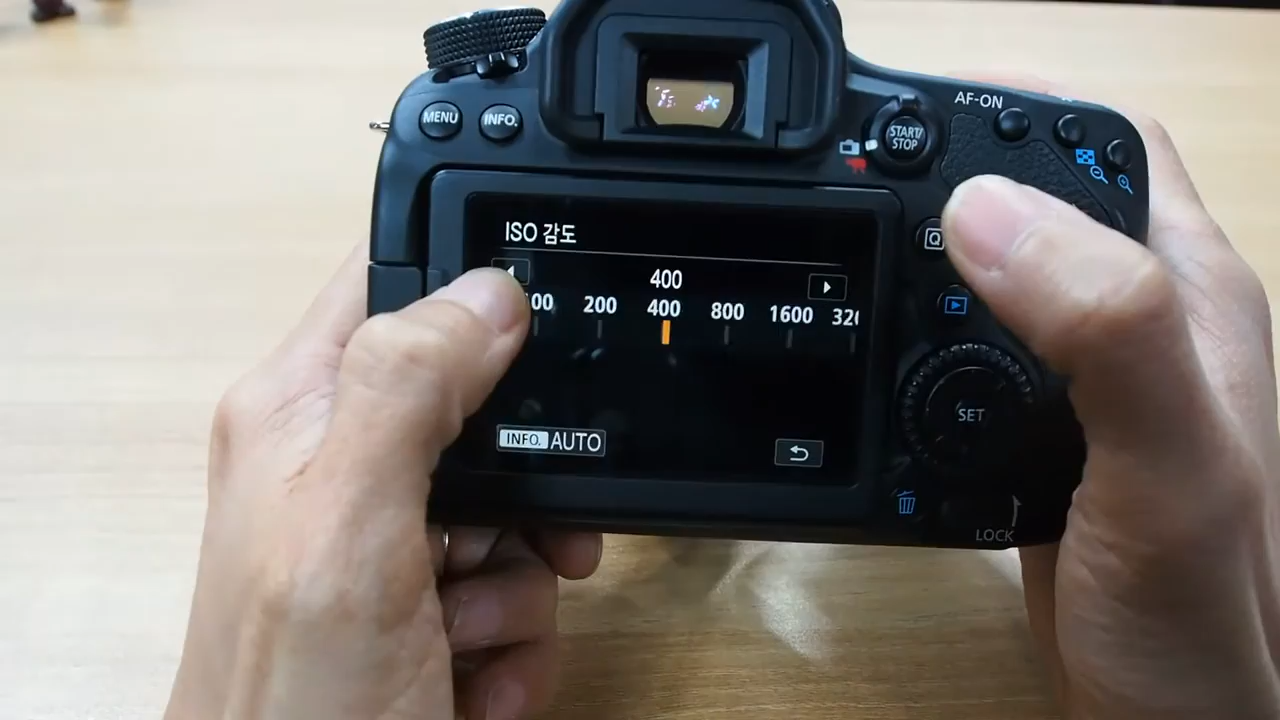 AF-ON
MENU
INFO.
START/
STOP
Q
ISO 감도
400
200 400 800 1600
SET
INFO. AUTO
LOCK